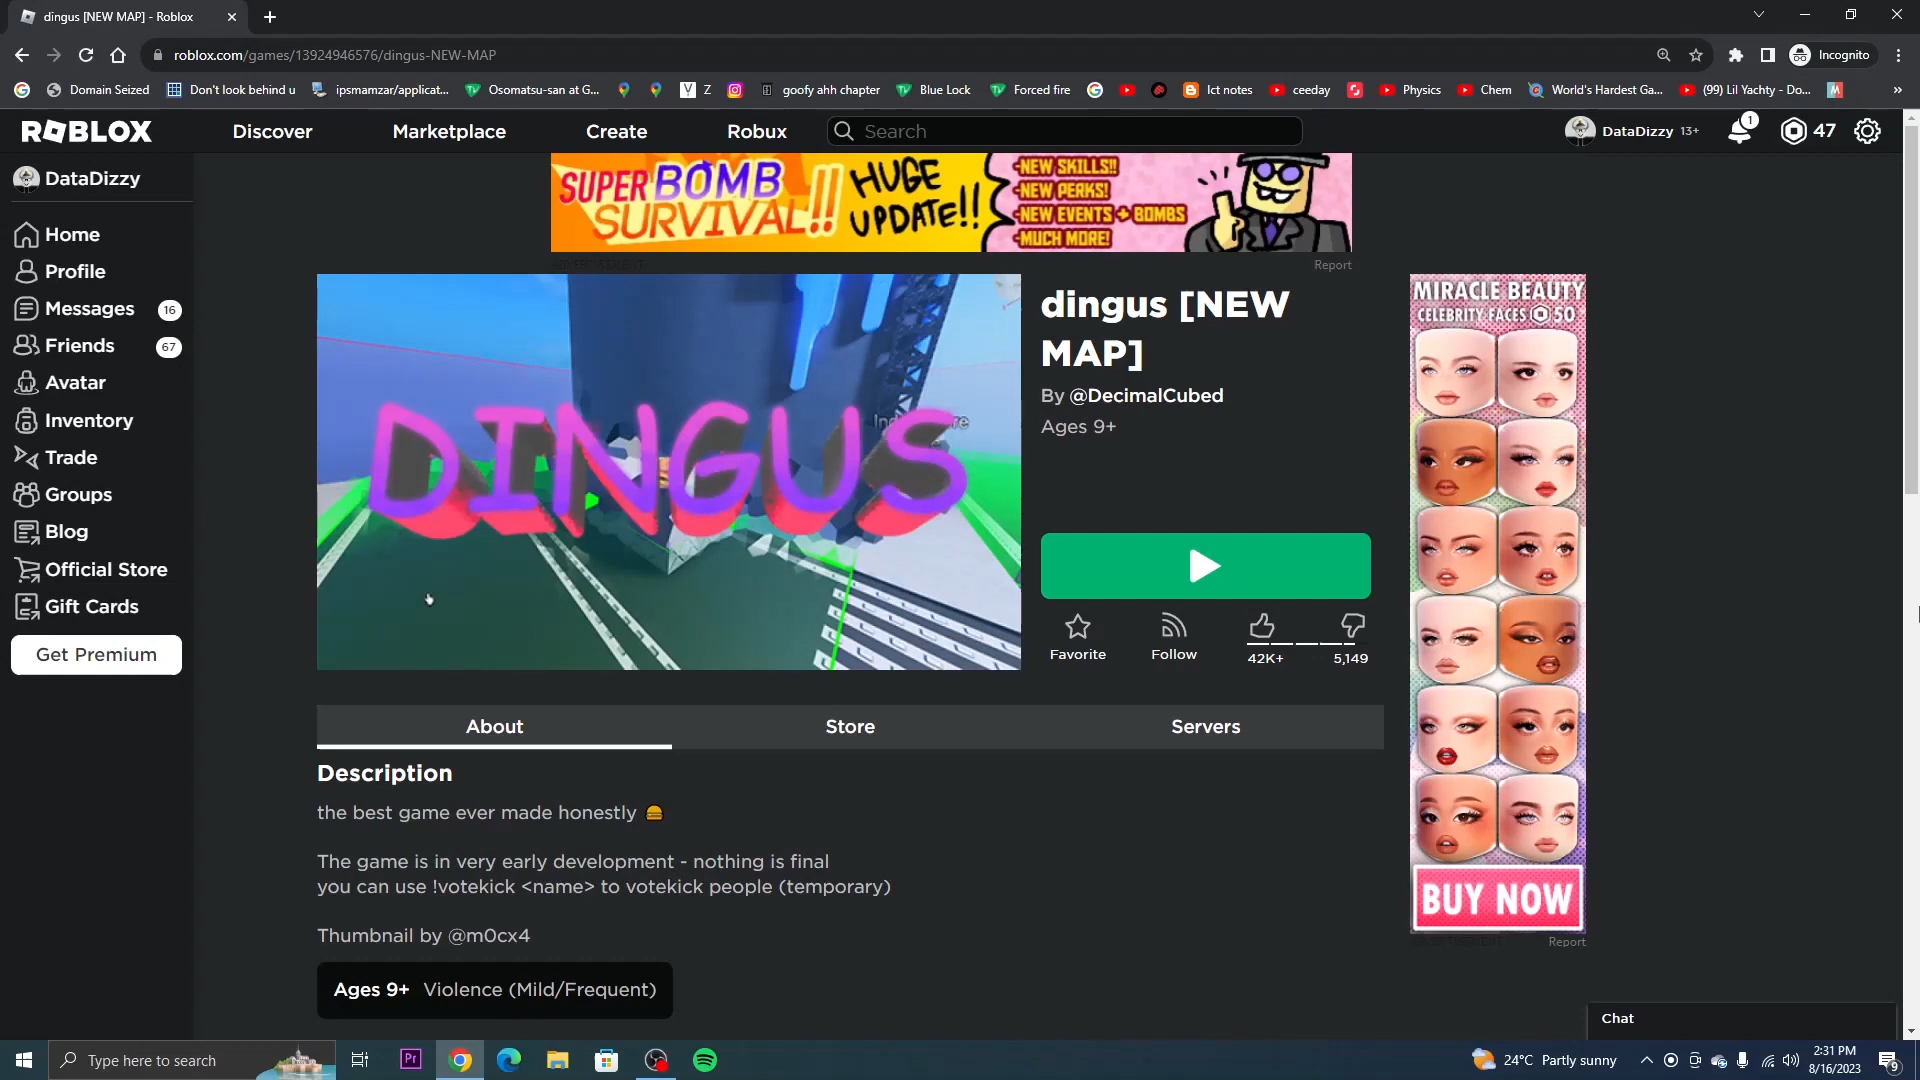 dingus [NEW MAP] - Roblox
roblox.com/games/13924946576/dingus-NEW-MAP
Incognito
Domain Seized
Don't look behind u
ipsmamzar/applicat...
Osomatsu-san at G...
Z
goofy ahh chapter
Blue Lock
Forced fire
Ict notes
ceeday
Physics
Chem
World's Hardest Ga...
(99) Lil Yachty - Do...
»
ROBLOX
Discover
Marketplace
Create
Robux
Search
DataDizzy 13+
1
47
DataDizzy
Home
Profile
Messages 16
Friends 67
Avatar
Inventory
Trade
Groups
Blog
Official Store
Gift Cards
Get Premium
SUPER BOMB
SURVIVAL!!
HUGE
UPDATE!!
-NEW SKILLS!!
-NEW PERKS!
-NEW EVENTS + BOMBS
-MUCH MORE!
Report
DINGUS
dingus [NEW
MAP]
By @DecimalCubed
Ages 9+
Favorite
Follow
42K+
5,149
MIRACLE BEAUTY
CELEBRITY FACES 50
BUY NOW
Report
About
Store
Servers
Description
the best game ever made honestly 🍔
The game is in very early development - nothing is final
you can use !votekick <name> to votekick people (temporary)
Thumbnail by @m0cx4
Ages 9+ Violence (Mild/Frequent)
Chat
Type here to search
Pr
24°C Partly sunny
2:31 PM
8/16/2023
9